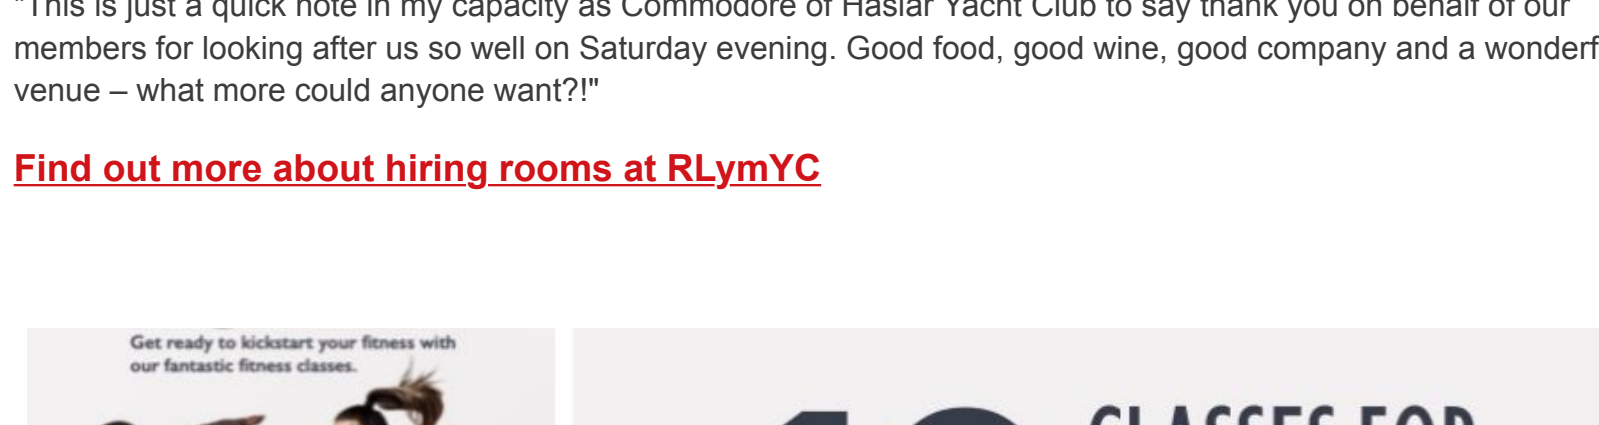 "This is just a quick note in my capacity as Commodore of Haslar Yacht Club to say thank you on behalf of our
members for looking after us so well on Saturday evening. Good food, good wine, good company and a
venue – what more could anyone want?!"
Find out more about hiring rooms at RLymYC
Get ready to kickstart your fitness with
our fantastic fitness classes.
CLASSES FOR